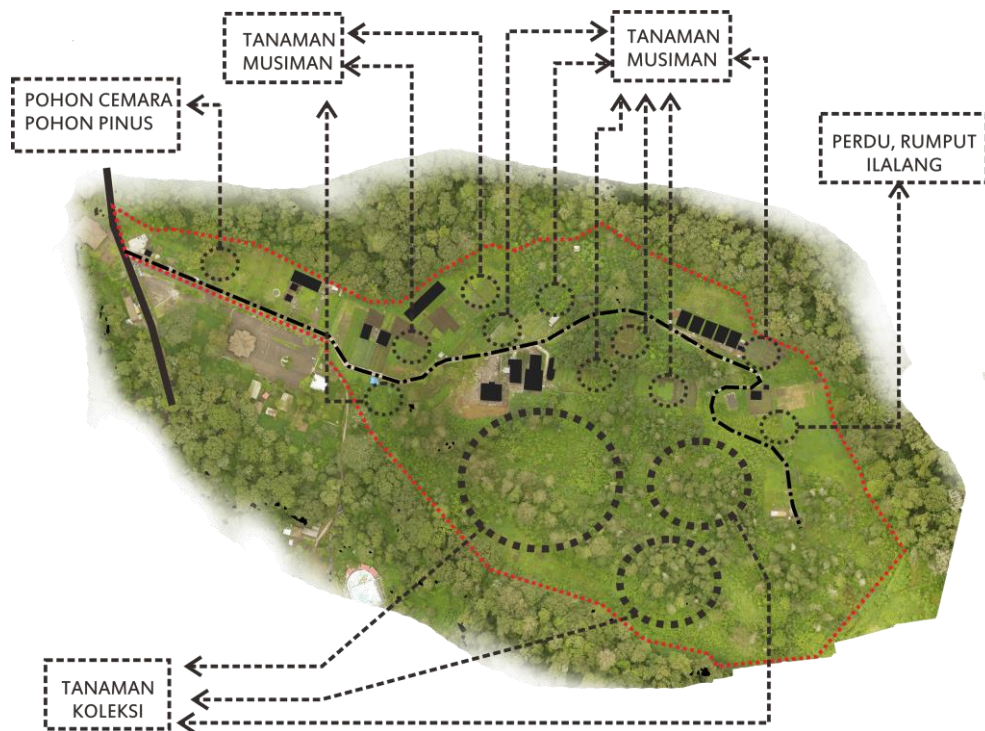 TANAMAN
MUSIMAN
TANAMAN
MUSIMAN
POHON CEMARA
POHON PINUS
PERDU, RUMPUT
ILALANG
TANAMAN
KOLEKSI